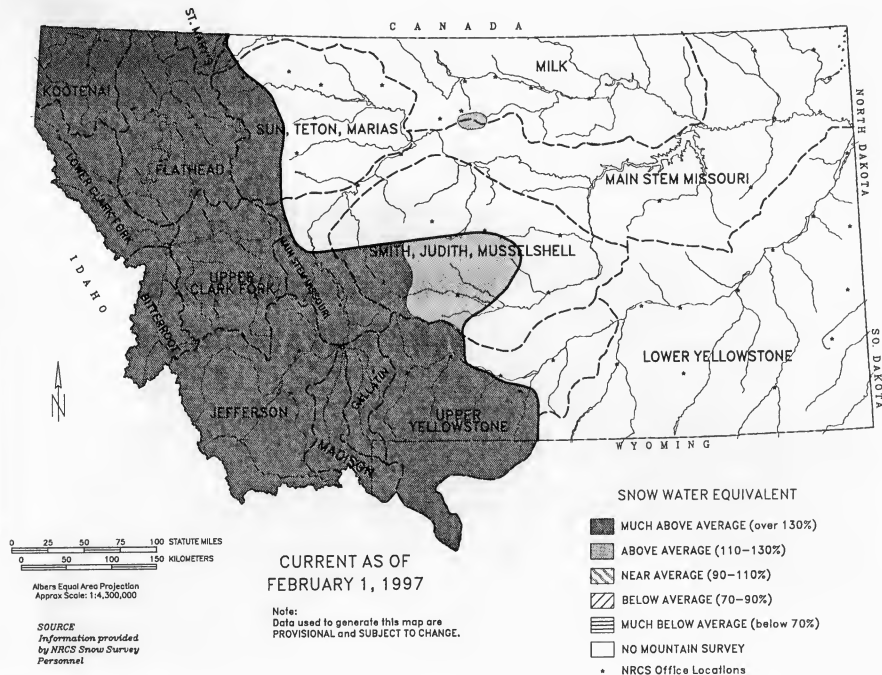 CANADA
ST. MARY'S
KOOTENAI
MILK
SUN, TETON, MARIAS
FLATHEAD
LOWER CLARK FORK
MAIN STEM MISSOURI
NORTH DAKOTA
SMITH, JUDITH, MUSSELSHELL
MAIN STEM MISSOURI
UPPER
CLARK FORK
IDAHO
BITTERROOT
LOWER YELLOWSTONE
SO. DAKOTA
N
JEFFERSON
GALLATIN
UPPER
YELLOWSTONE
MADISON
WYOMING
SNOW WATER EQUIVALENT
MUCH ABOVE AVERAGE (over 130%)
ABOVE AVERAGE (110-130%)
NEAR AVERAGE (90-110%)
BELOW AVERAGE (70-90%)
MUCH BELOW AVERAGE (below 70%)
NO MOUNTAIN SURVEY
* NRCS Office Locations
0 25 50 75 100 STATUTE MILES
0 50 100 150 KILOMETERS
Albers Equal Area Projection
Approx Scale: 1:4,300,000
CURRENT AS OF
FEBRUARY 1, 1997
Note:
Data used to generate this map are
PROVISIONAL and SUBJECT TO CHANGE.
SOURCE
Information provided
by NRCS Snow Survey
Personnel